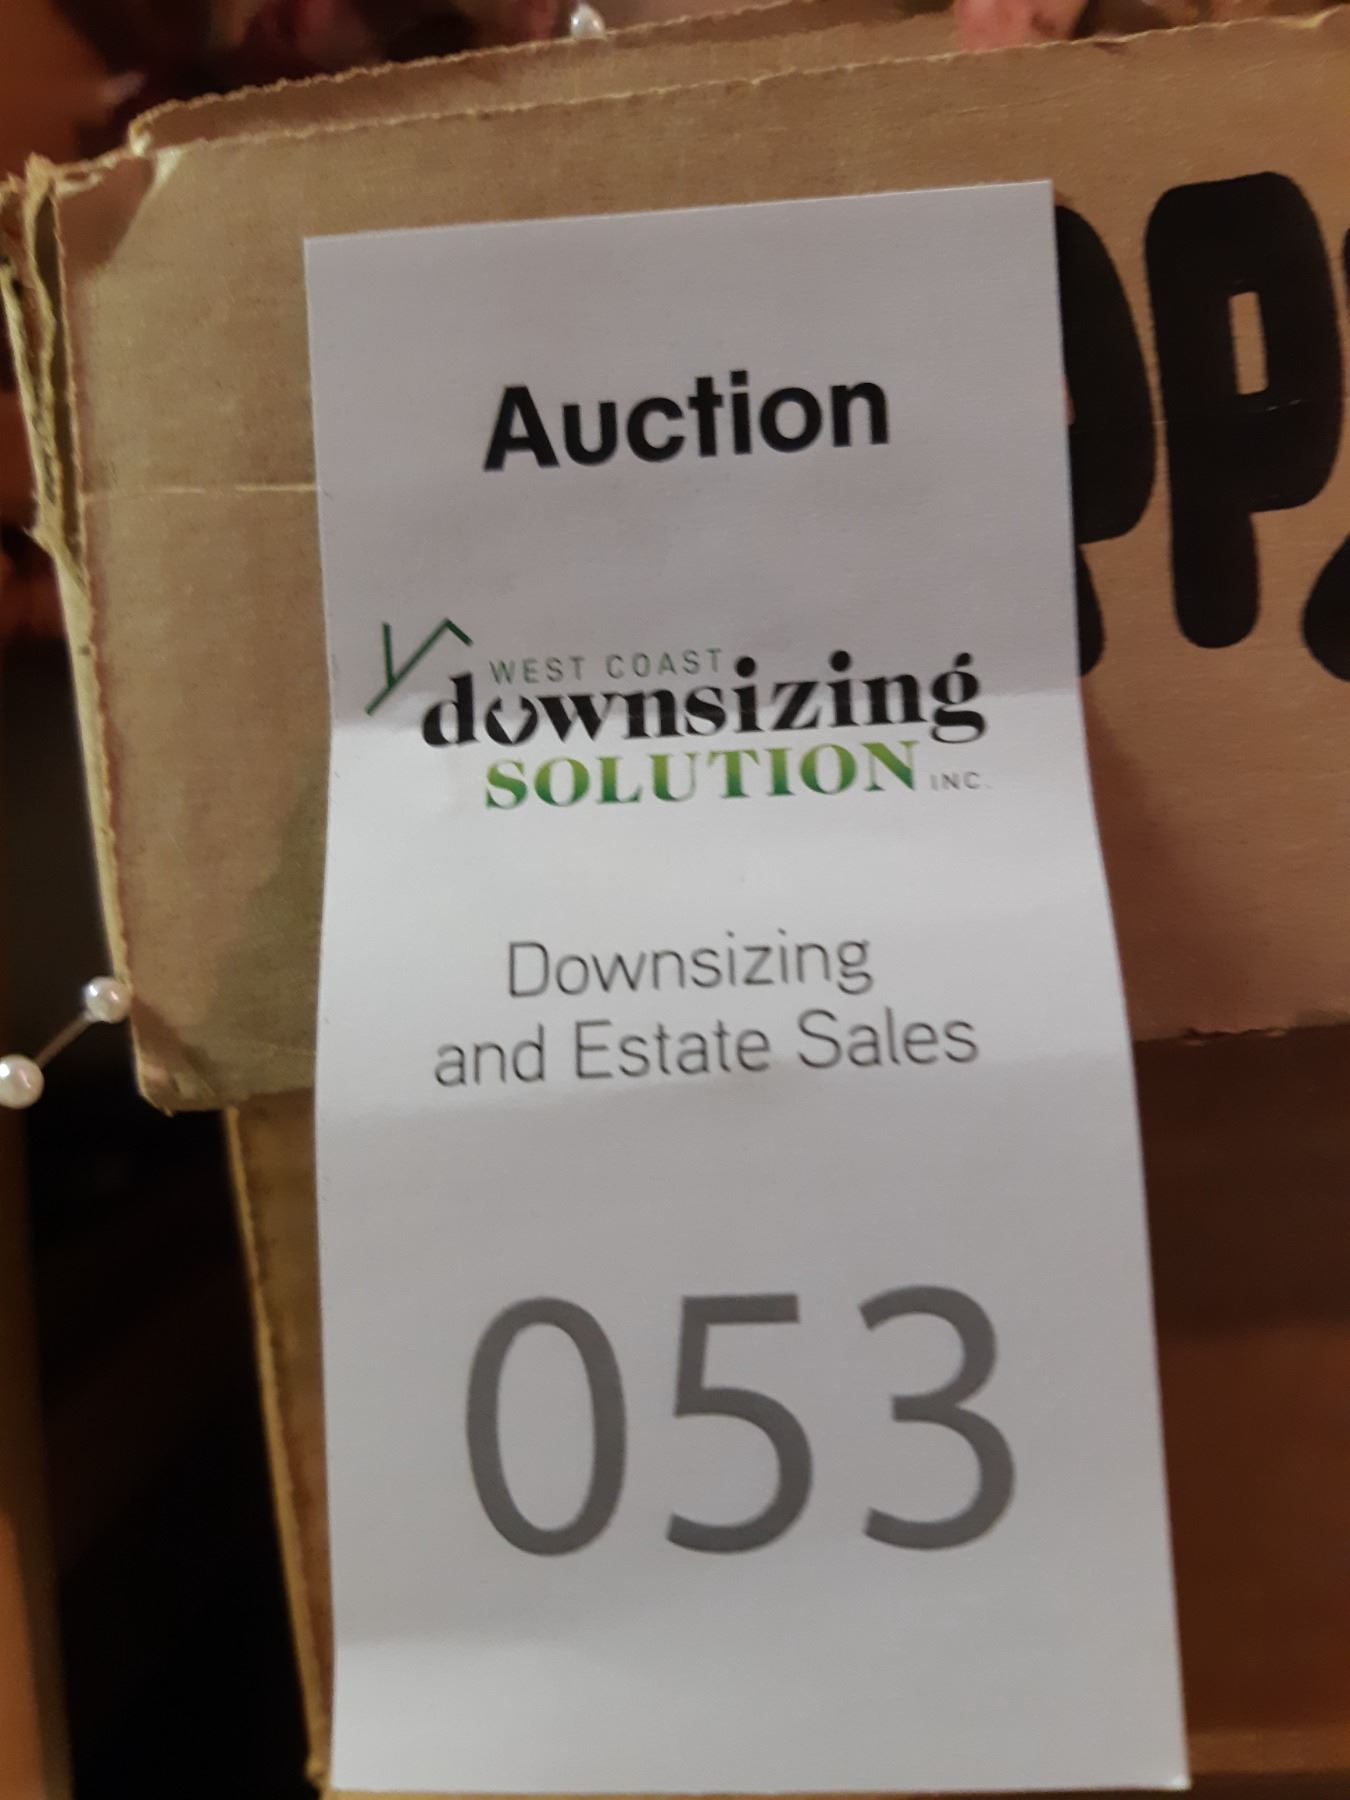 Auction
WEST COAST
downsizing
SOLUTION INC.
Downsizing
and Estate Sales
053